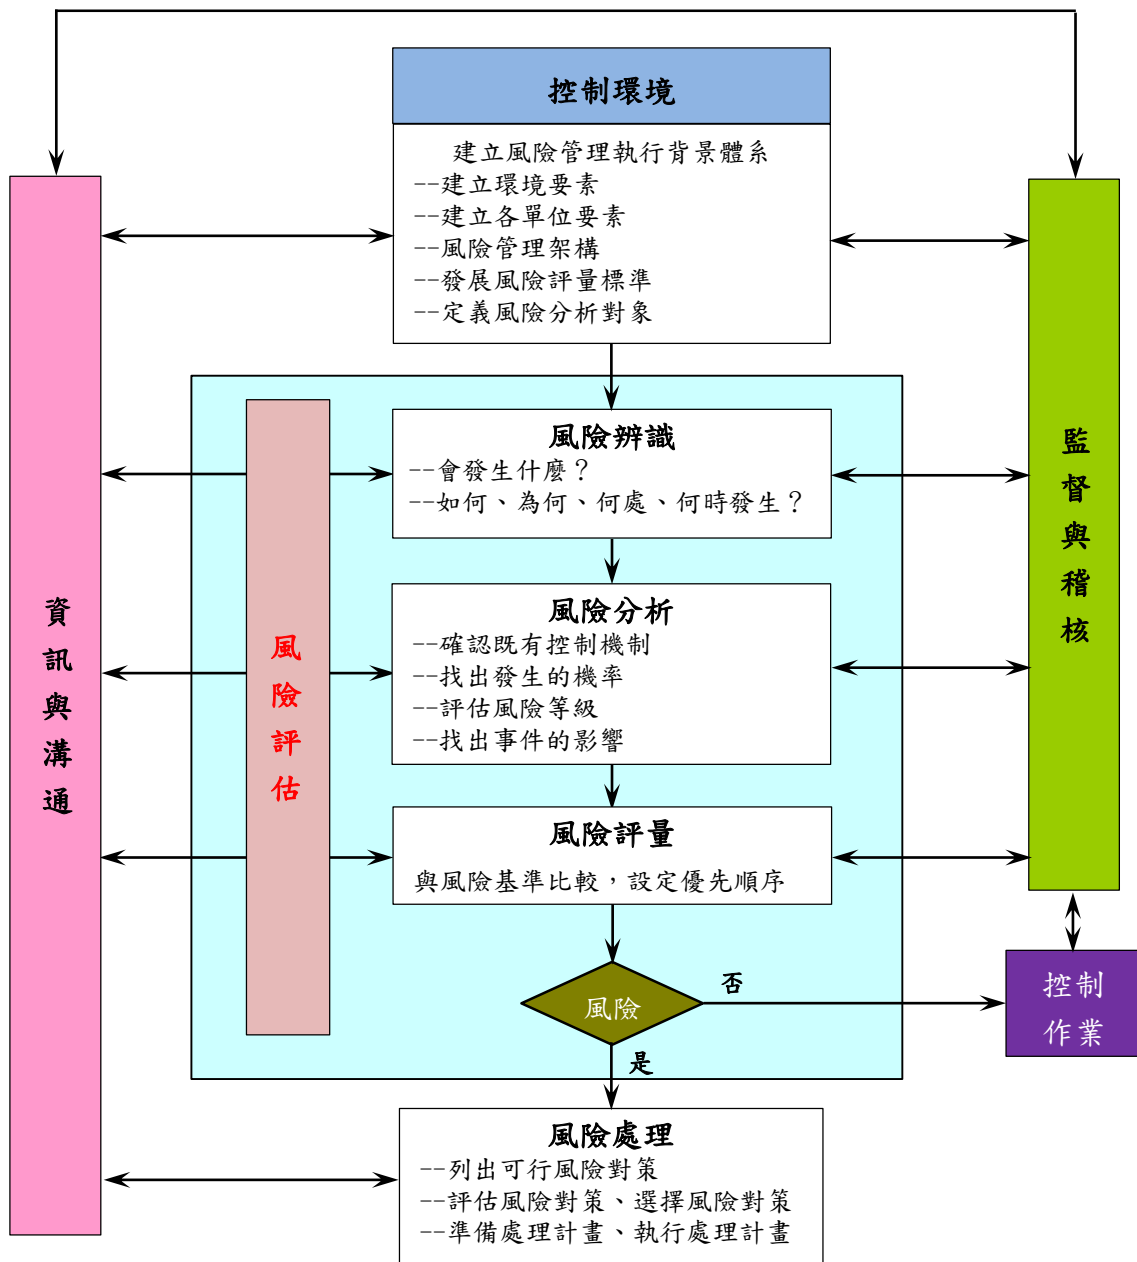 控制環境
建立風險管理執行背景體系
--建立環境要素
--建立各單位要素
--風險管理架構
--發展風險評量標準
--定義風險分析對象
資訊與溝通
監督與稽核
風險評估
風險辨識
--會發生什麼？
--如何、為何、何處、何時發生？
風險分析
--確認既有控制機制
--找出發生的機率
--評估風險等級
--找出事件的影響
風險評量
與風險基準比較，設定優先順序
風險
否
是
控制
作業
風險處理
--列出可行風險對策
--評估風險對策、選擇風險對策
--準備處理計畫、執行處理計畫